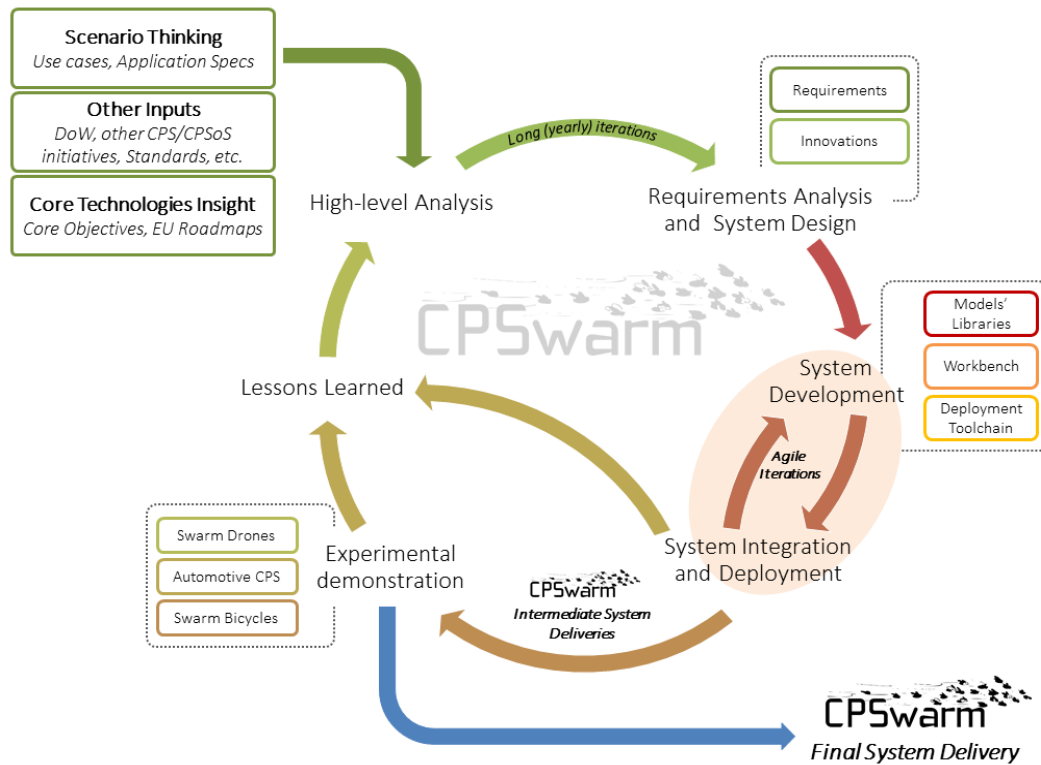 Scenario Thinking
Use cases, Application Specs
Other Inputs
DoW, other CPS/CPSoS
initiatives, Standards, etc.
Core Technologies Insight
Core Objectives, EU Roadmaps
Long (yearly) iterations
High-level Analysis
Requirements Analysis
and System Design
Requirements
Innovations
CPSwarm
Models'
Libraries
Workbench
Deployment
Toolchain
System
Development
Agile
Iterations
Lessons Learned
System Integration
and Deployment
Swarm Drones
Automotive CPS
Swarm Bicycles
Experimental
demonstration
CPSwarm
Intermediate System
Deliveries
CPSwarm
Final System Delivery